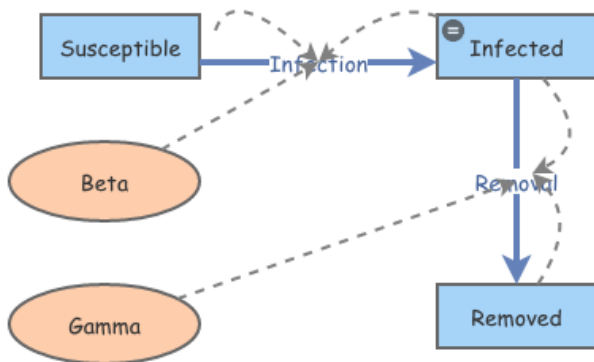 Susceptible
Infection
=
Infected
Beta
Removal
Gamma
Removed